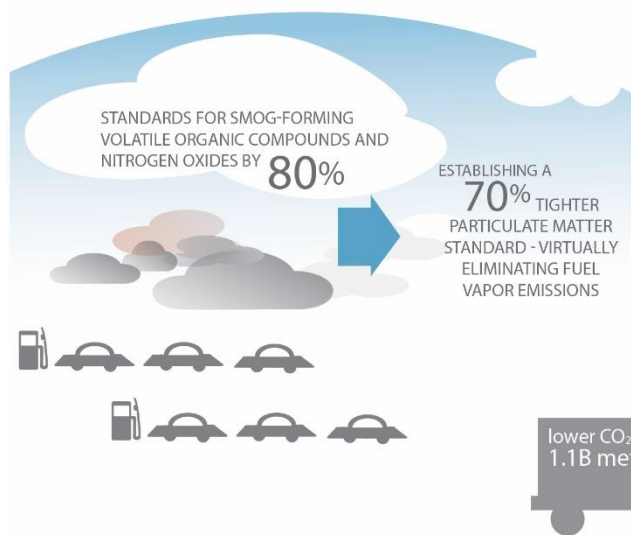 STANDARDS FOR SMOG-FORMING
VOLATILE ORGANIC COMPOUNDS AND
NITROGEN OXIDES BY 80%
ESTABLISHING A
70% TIGHTER
PARTICULATE MATTER
STANDARD - VIRTUALLY
ELIMINATING FUEL
VAPOR EMISSIONS
lower CO₂
1.1B